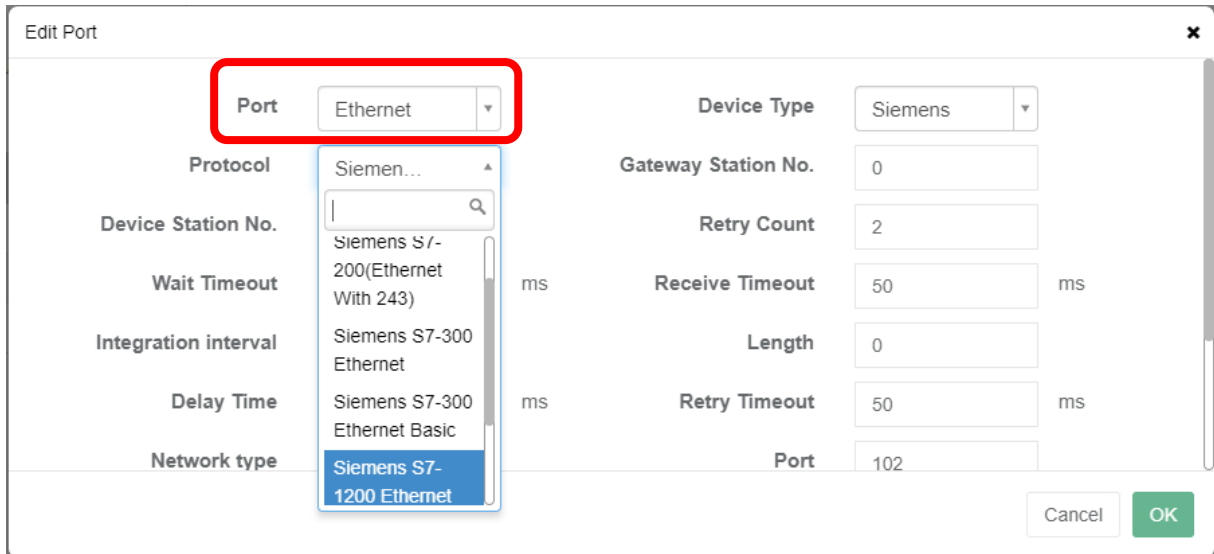 Edit Port
×
Port
Ethernet
Device Type
Siemens
Protocol
Siemen...
Gateway Station No.
0
Device Station No.
Retry Count
2
Siemens S7-
200(Ethernet
With 243)
Wait Timeout
ms
Receive Timeout
50
ms
Siemens S7-300
Ethernet
Integration interval
Length
0
Siemens S7-300
Ethernet Basic
Delay Time
ms
Retry Timeout
50
ms
Siemens S7-
1200 Ethernet
Network type
Port
102
Cancel
OK